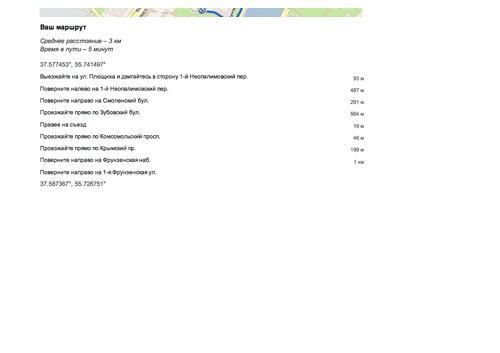 Ваш маршрут
Среднее расстояние – 3 км
Время в пути – 5 минут
37.577453°, 55.741497°
Выезжайте на ул. Плющиха и двигайтесь в сторону 1-й Неопалимовский пер. 93 м
Поверните налево на 1-й Неопалимовский пер. 487 м
Поверните направо на Смоленский бул. 291 м
Проезжайте прямо по Зубовский бул. 564 м
Правее на съезд 19 м
Проезжайте прямо по Комсомольский просп. 46 м
Проезжайте прямо по Крымский пр. 199 м
Поверните направо на Фрунзенская наб. 1 км
Поверните направо на 1-я Фрунзенская ул.
37.587367°, 55.726751°